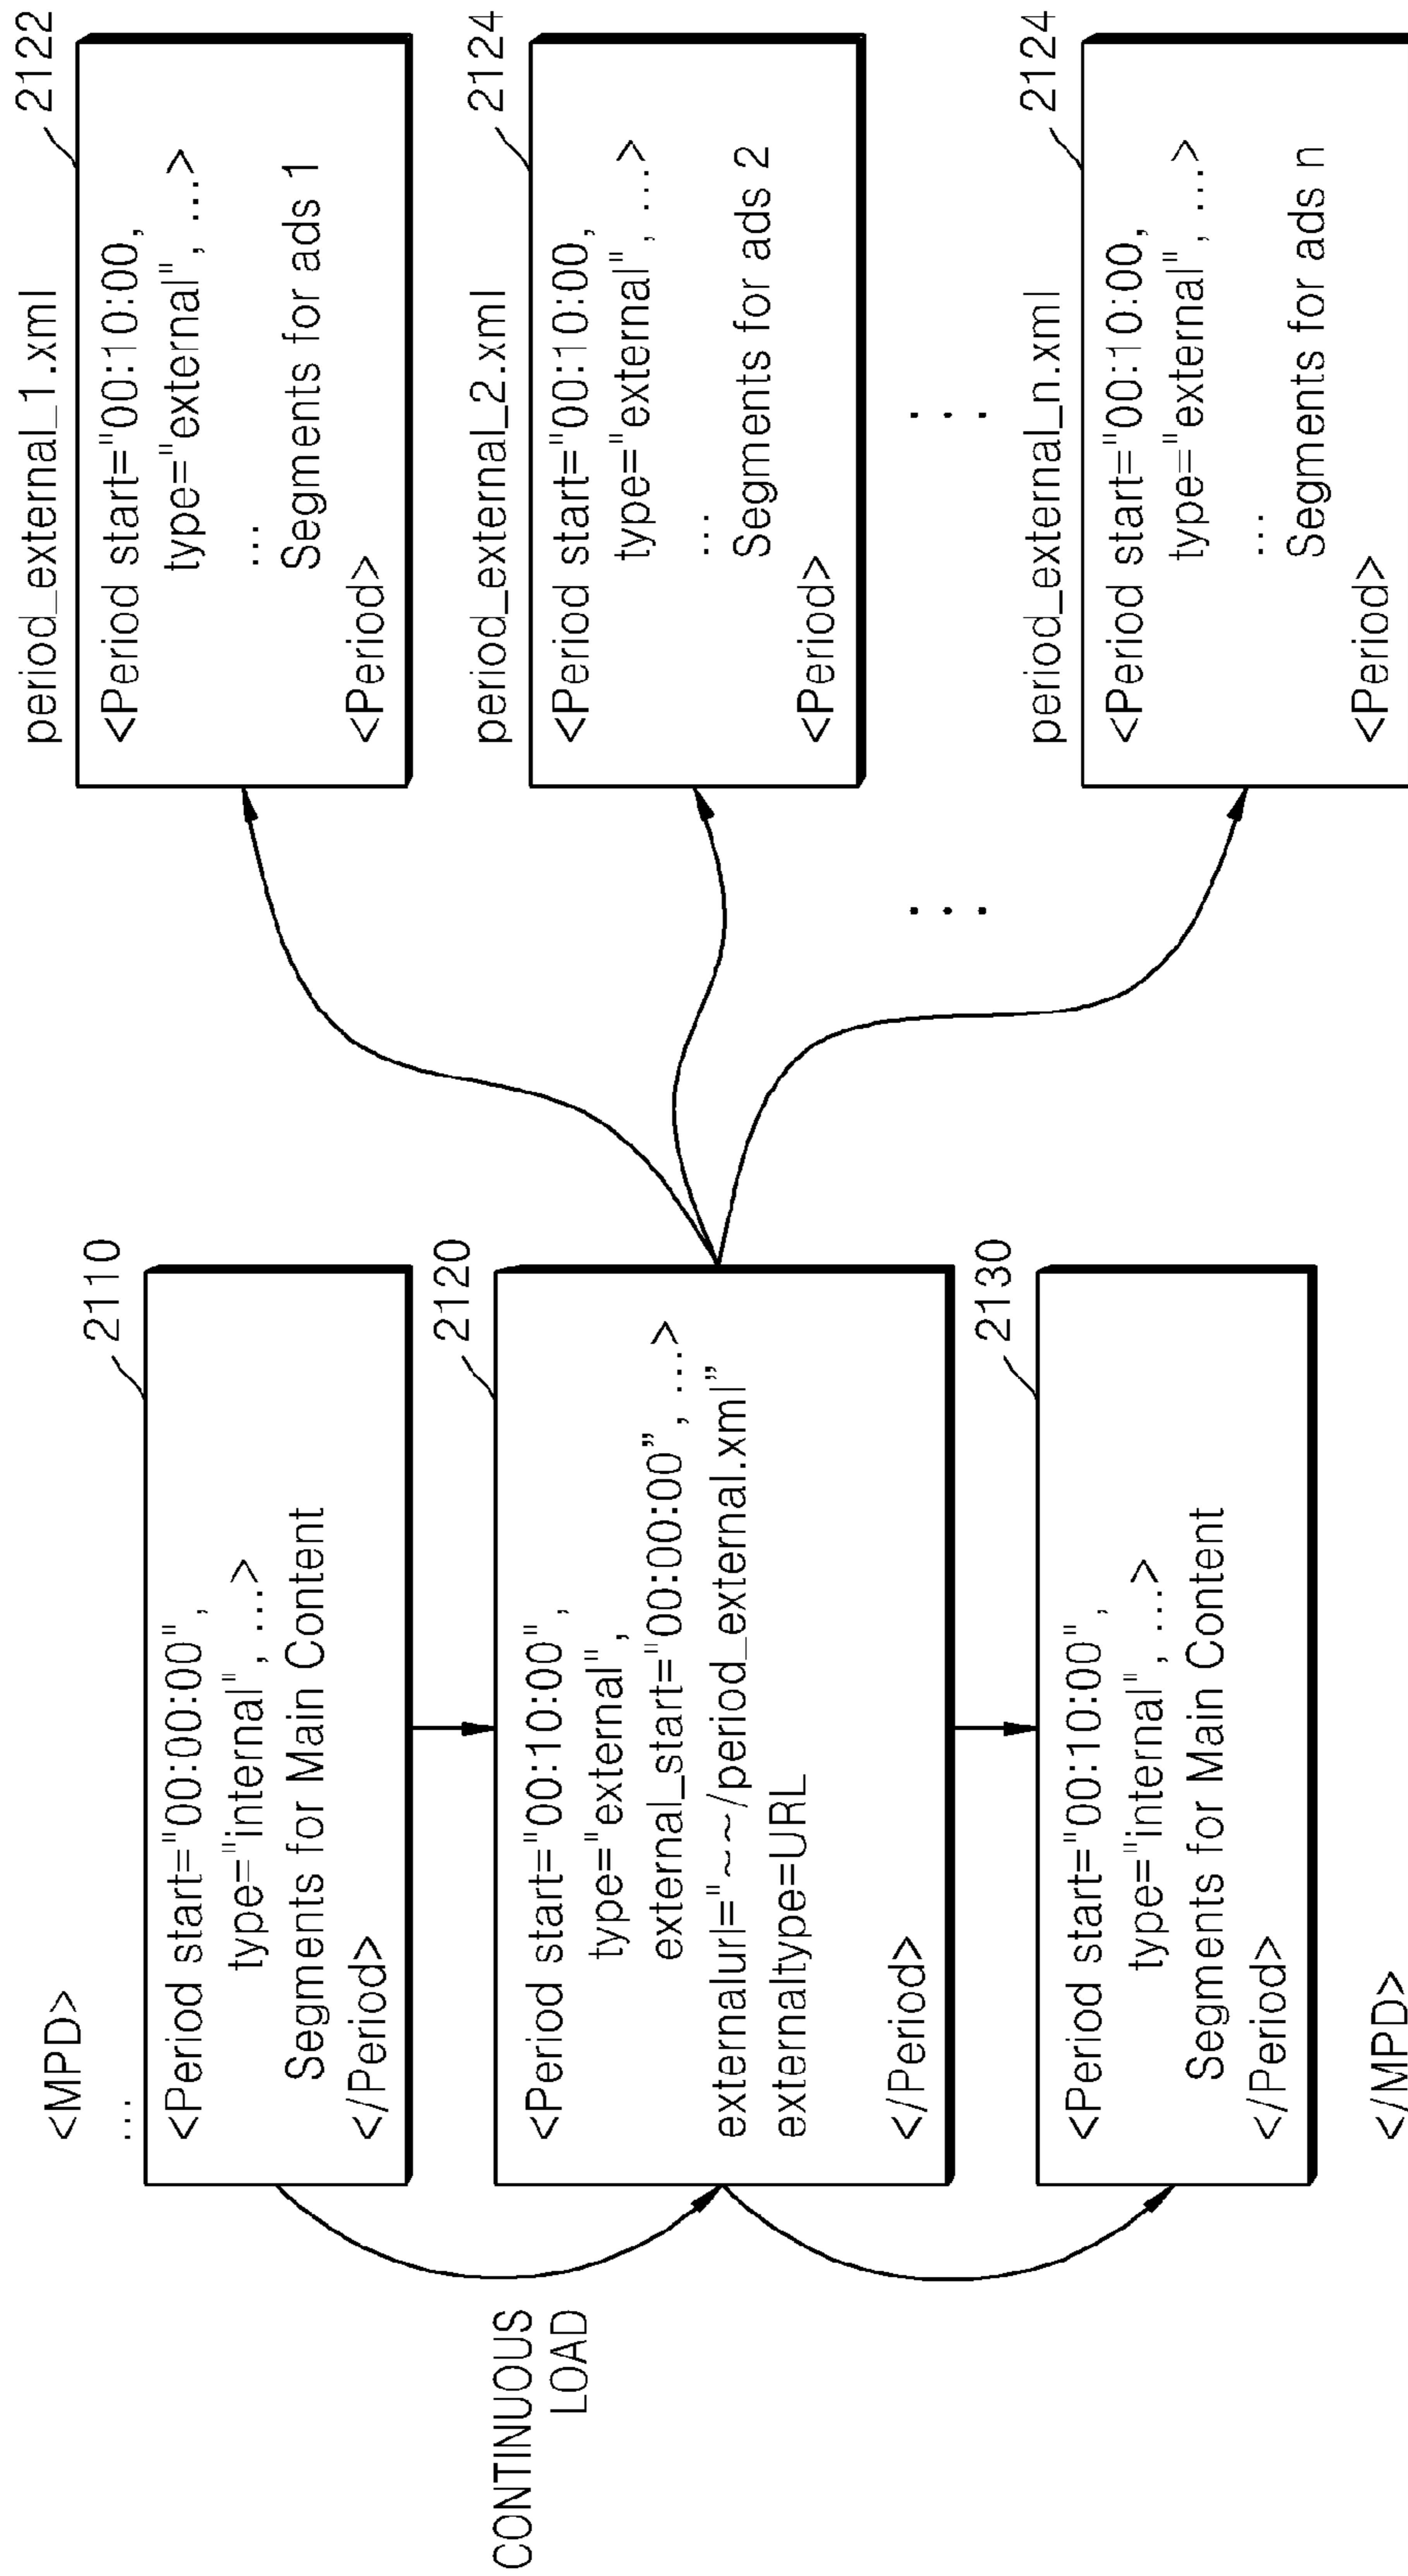 <MPD>
...
2110
<Period start="00:00:00",
type="internal", ...>
Segments for Main Content
</Period>
CONTINUOUS
LOAD
2120
<Period start="00:10:00",
type="external",
external_start="00:00:00”, ...>
externalurl="~~/period_external.xml”
externaltype=URL
</Period>
2130
<Period start="00:10:00",
type="internal", ...>
Segments for Main Content
</Period>
</MPD>
period_external_1.xml
2122
<Period start="00:10:00,
type="external", ...>
...
Segments for ads 1
<Period>
period_external_2.xml
2124
<Period start="00:10:00,
type="external", ...>
...
Segments for ads 2
<Period>
...
...
period_external_n.xml
2124
<Period start="00:10:00,
type="external", ...>
...
Segments for ads n
<Period>